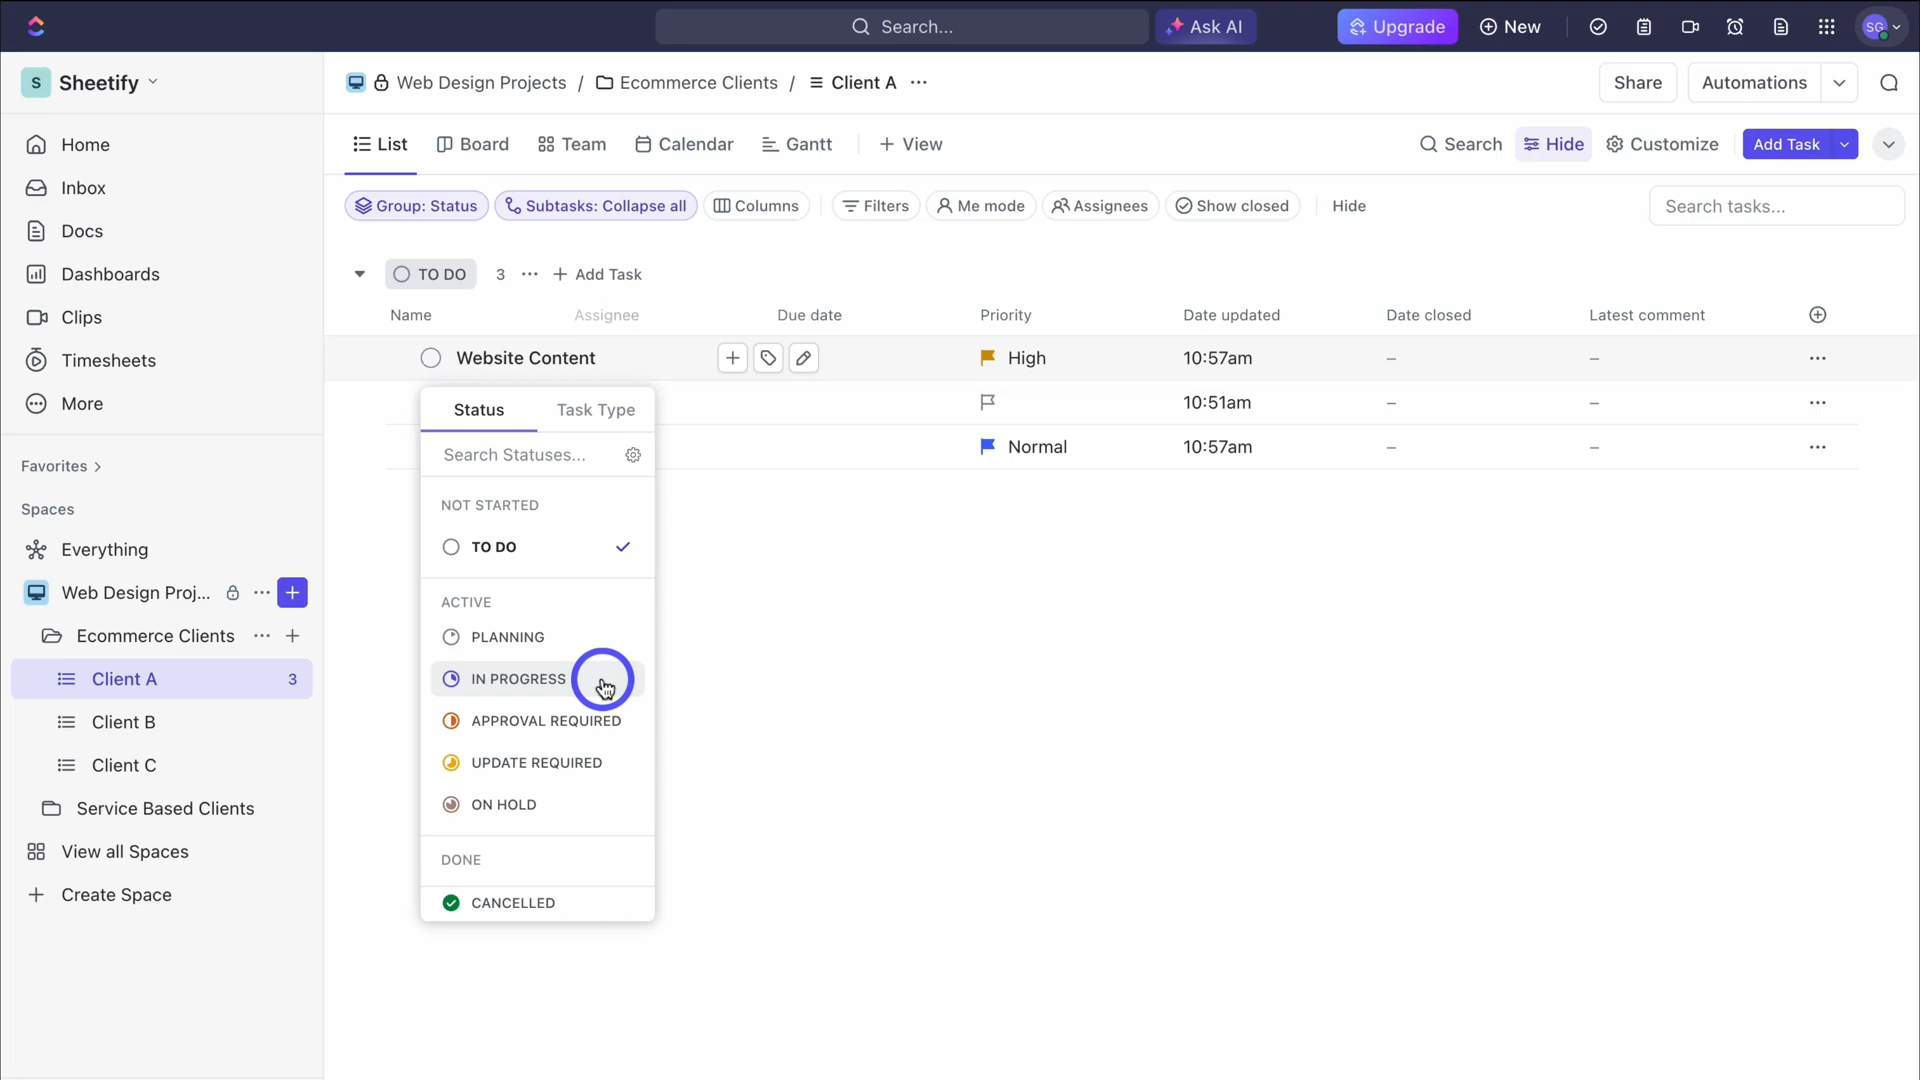 Search...
Ask AI
Upgrade
New
SG
S
Sheetify
Web Design Projects / Ecommerce Clients / Client A
Share
Automations
Home
Inbox
Docs
Dashboards
Clips
Timesheets
More
Favorites
Spaces
Everything
Web Design Proj...
Ecommerce Clients
Client A 3
Client B
Client C
Service Based Clients
View all Spaces
Create Space
List
Board
Team
Calendar
Gantt
View
Search
Hide
Customize
Add Task
Group: Status
Subtasks: Collapse all
Columns
Filters
Me mode
Assignees
Show closed
Hide
Search tasks...
TO DO 3
Add Task
Name Assignee Due date Priority Date updated Date closed Latest comment
Website Content High 10:57am – –
10:51am – –
Normal 10:57am – –
Status Task Type
Search Statuses...
NOT STARTED
TO DO
ACTIVE
PLANNING
IN PROGRESS
APPROVAL REQUIRED
UPDATE REQUIRED
ON HOLD
DONE
CANCELLED